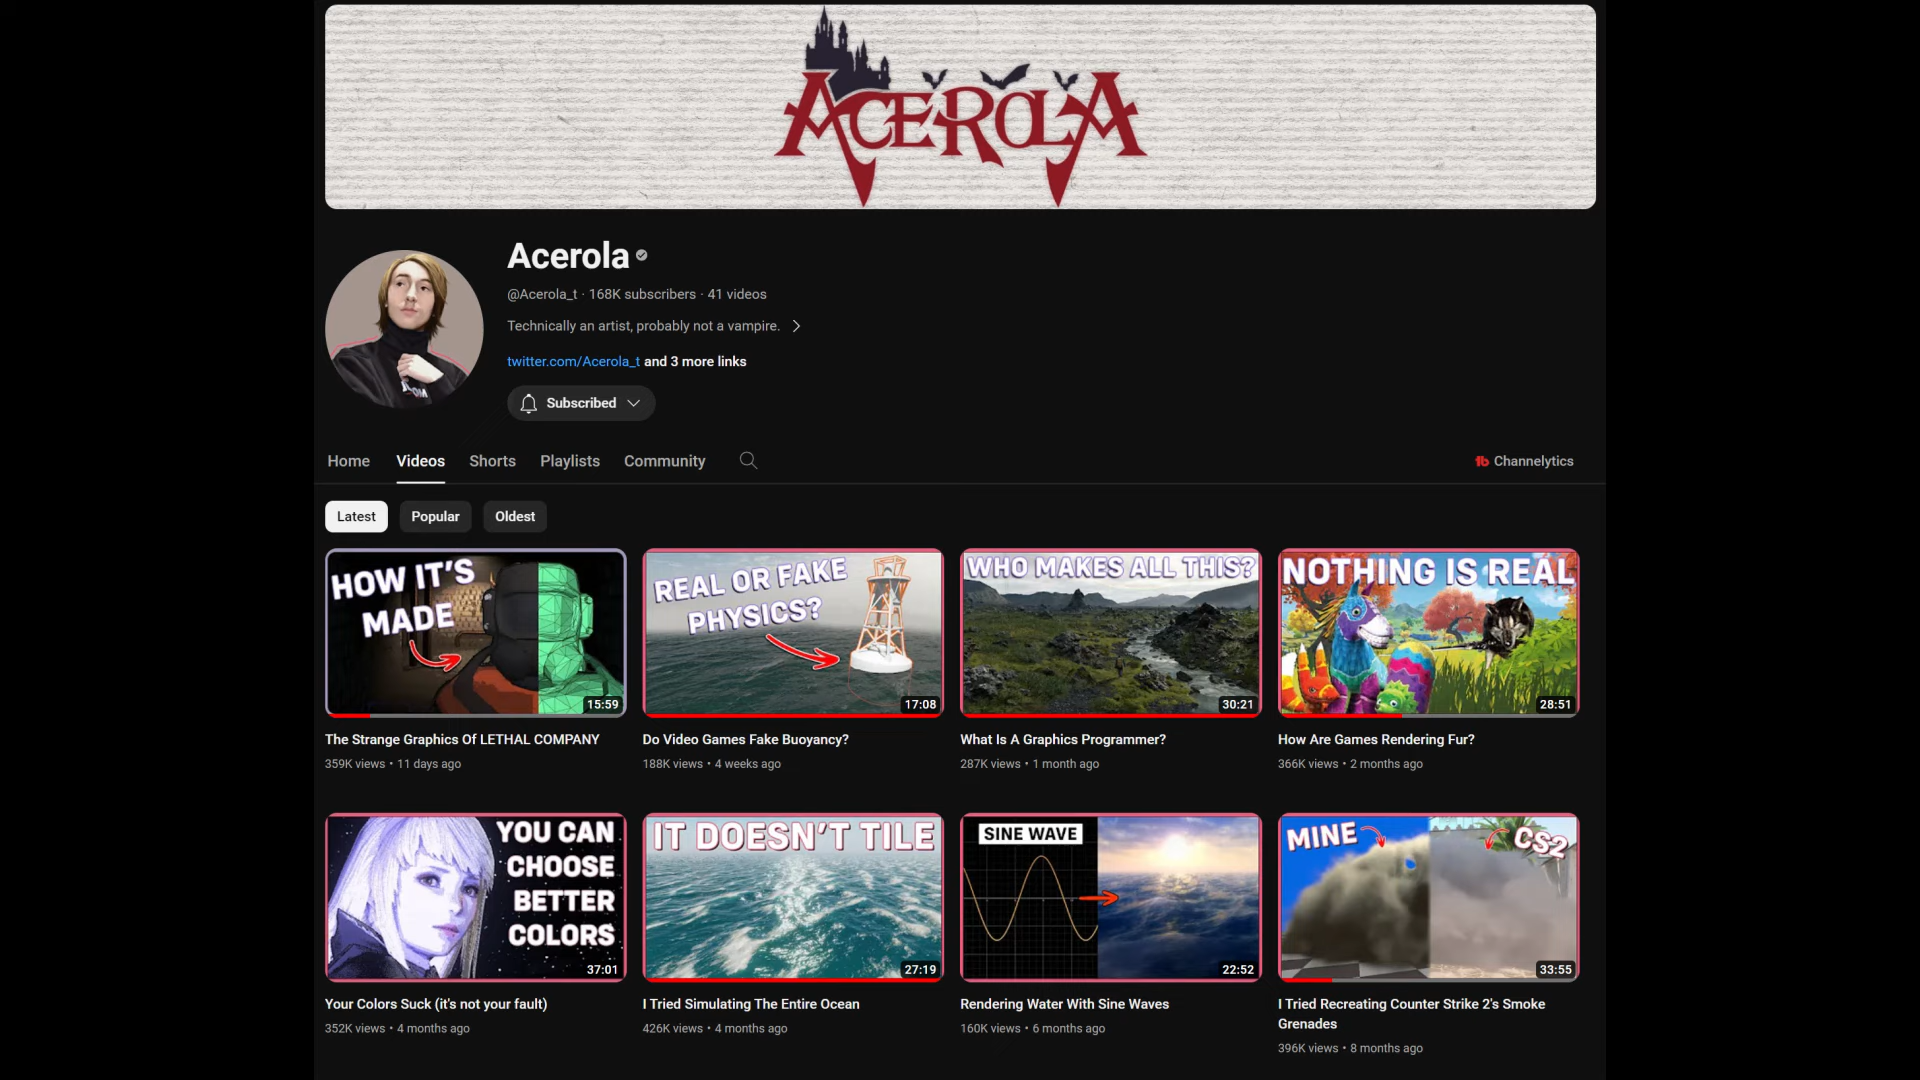 ACEROLA
Acerola
@Acerola_t · 168K subscribers · 41 videos
Technically an artist, probably not a vampire.
twitter.com/Acerola_t and 3 more links
Subscribed
Home Videos Shorts Playlists Community
Channelytics
Latest Popular Oldest
HOW IT'S
MADE
15:59
REAL OR FAKE
PHYSICS?
17:08
WHO MAKES ALL THIS?
30:21
NOTHING IS REAL
28:51
The Strange Graphics Of LETHAL COMPANY
359K views • 11 days ago
Do Video Games Fake Buoyancy?
188K views • 4 weeks ago
What Is A Graphics Programmer?
287K views • 1 month ago
How Are Games Rendering Fur?
366K views • 2 months ago
YOU CAN
CHOOSE
BETTER
COLORS
37:01
IT DOESN'T TILE
27:19
SINE WAVE
22:52
MINE
CS2
33:55
Your Colors Suck (it's not your fault)
352K views • 4 months ago
I Tried Simulating The Entire Ocean
426K views • 4 months ago
Rendering Water With Sine Waves
160K views • 6 months ago
I Tried Recreating Counter Strike 2's Smoke
Grenades
396K views • 8 months ago